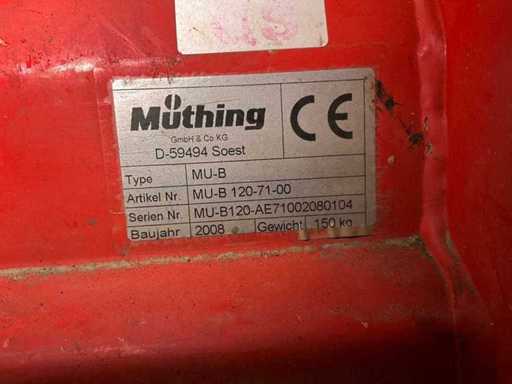 Müthing
GmbH & Co KG
D-59494 Soest
CE
Type MU-B
Artikel Nr. MU-B 120-71-00
Serien Nr. MU-B120-AE71002080104
Baujahr 2008 Gewicht 150 kg